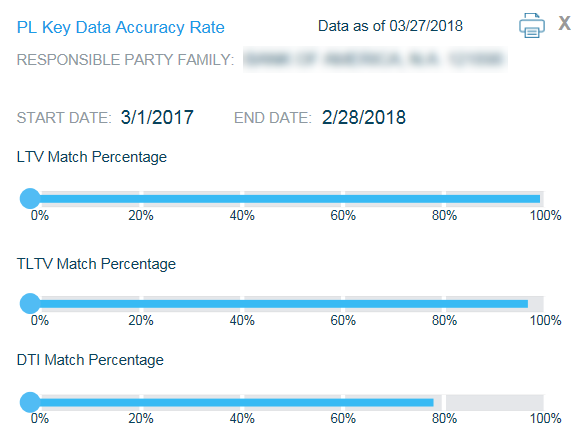 PL Key Data Accuracy Rate Data as of 03/27/2018 X
RESPONSIBLE PARTY FAMILY:
START DATE: 3/1/2017 END DATE: 2/28/2018
LTV Match Percentage
0% 20% 40% 60% 80% 100%
TLTV Match Percentage
0% 20% 40% 60% 80% 100%
DTI Match Percentage
0% 20% 40% 60% 80% 100%